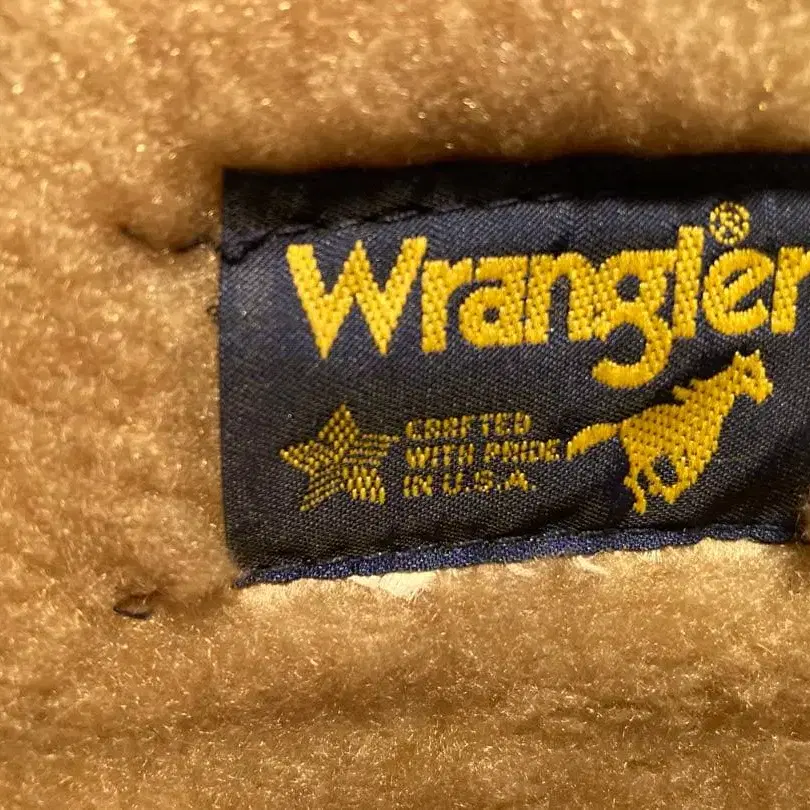 Wrangler®
CRAFTED
WITH PRIDE
IN U.S.A.